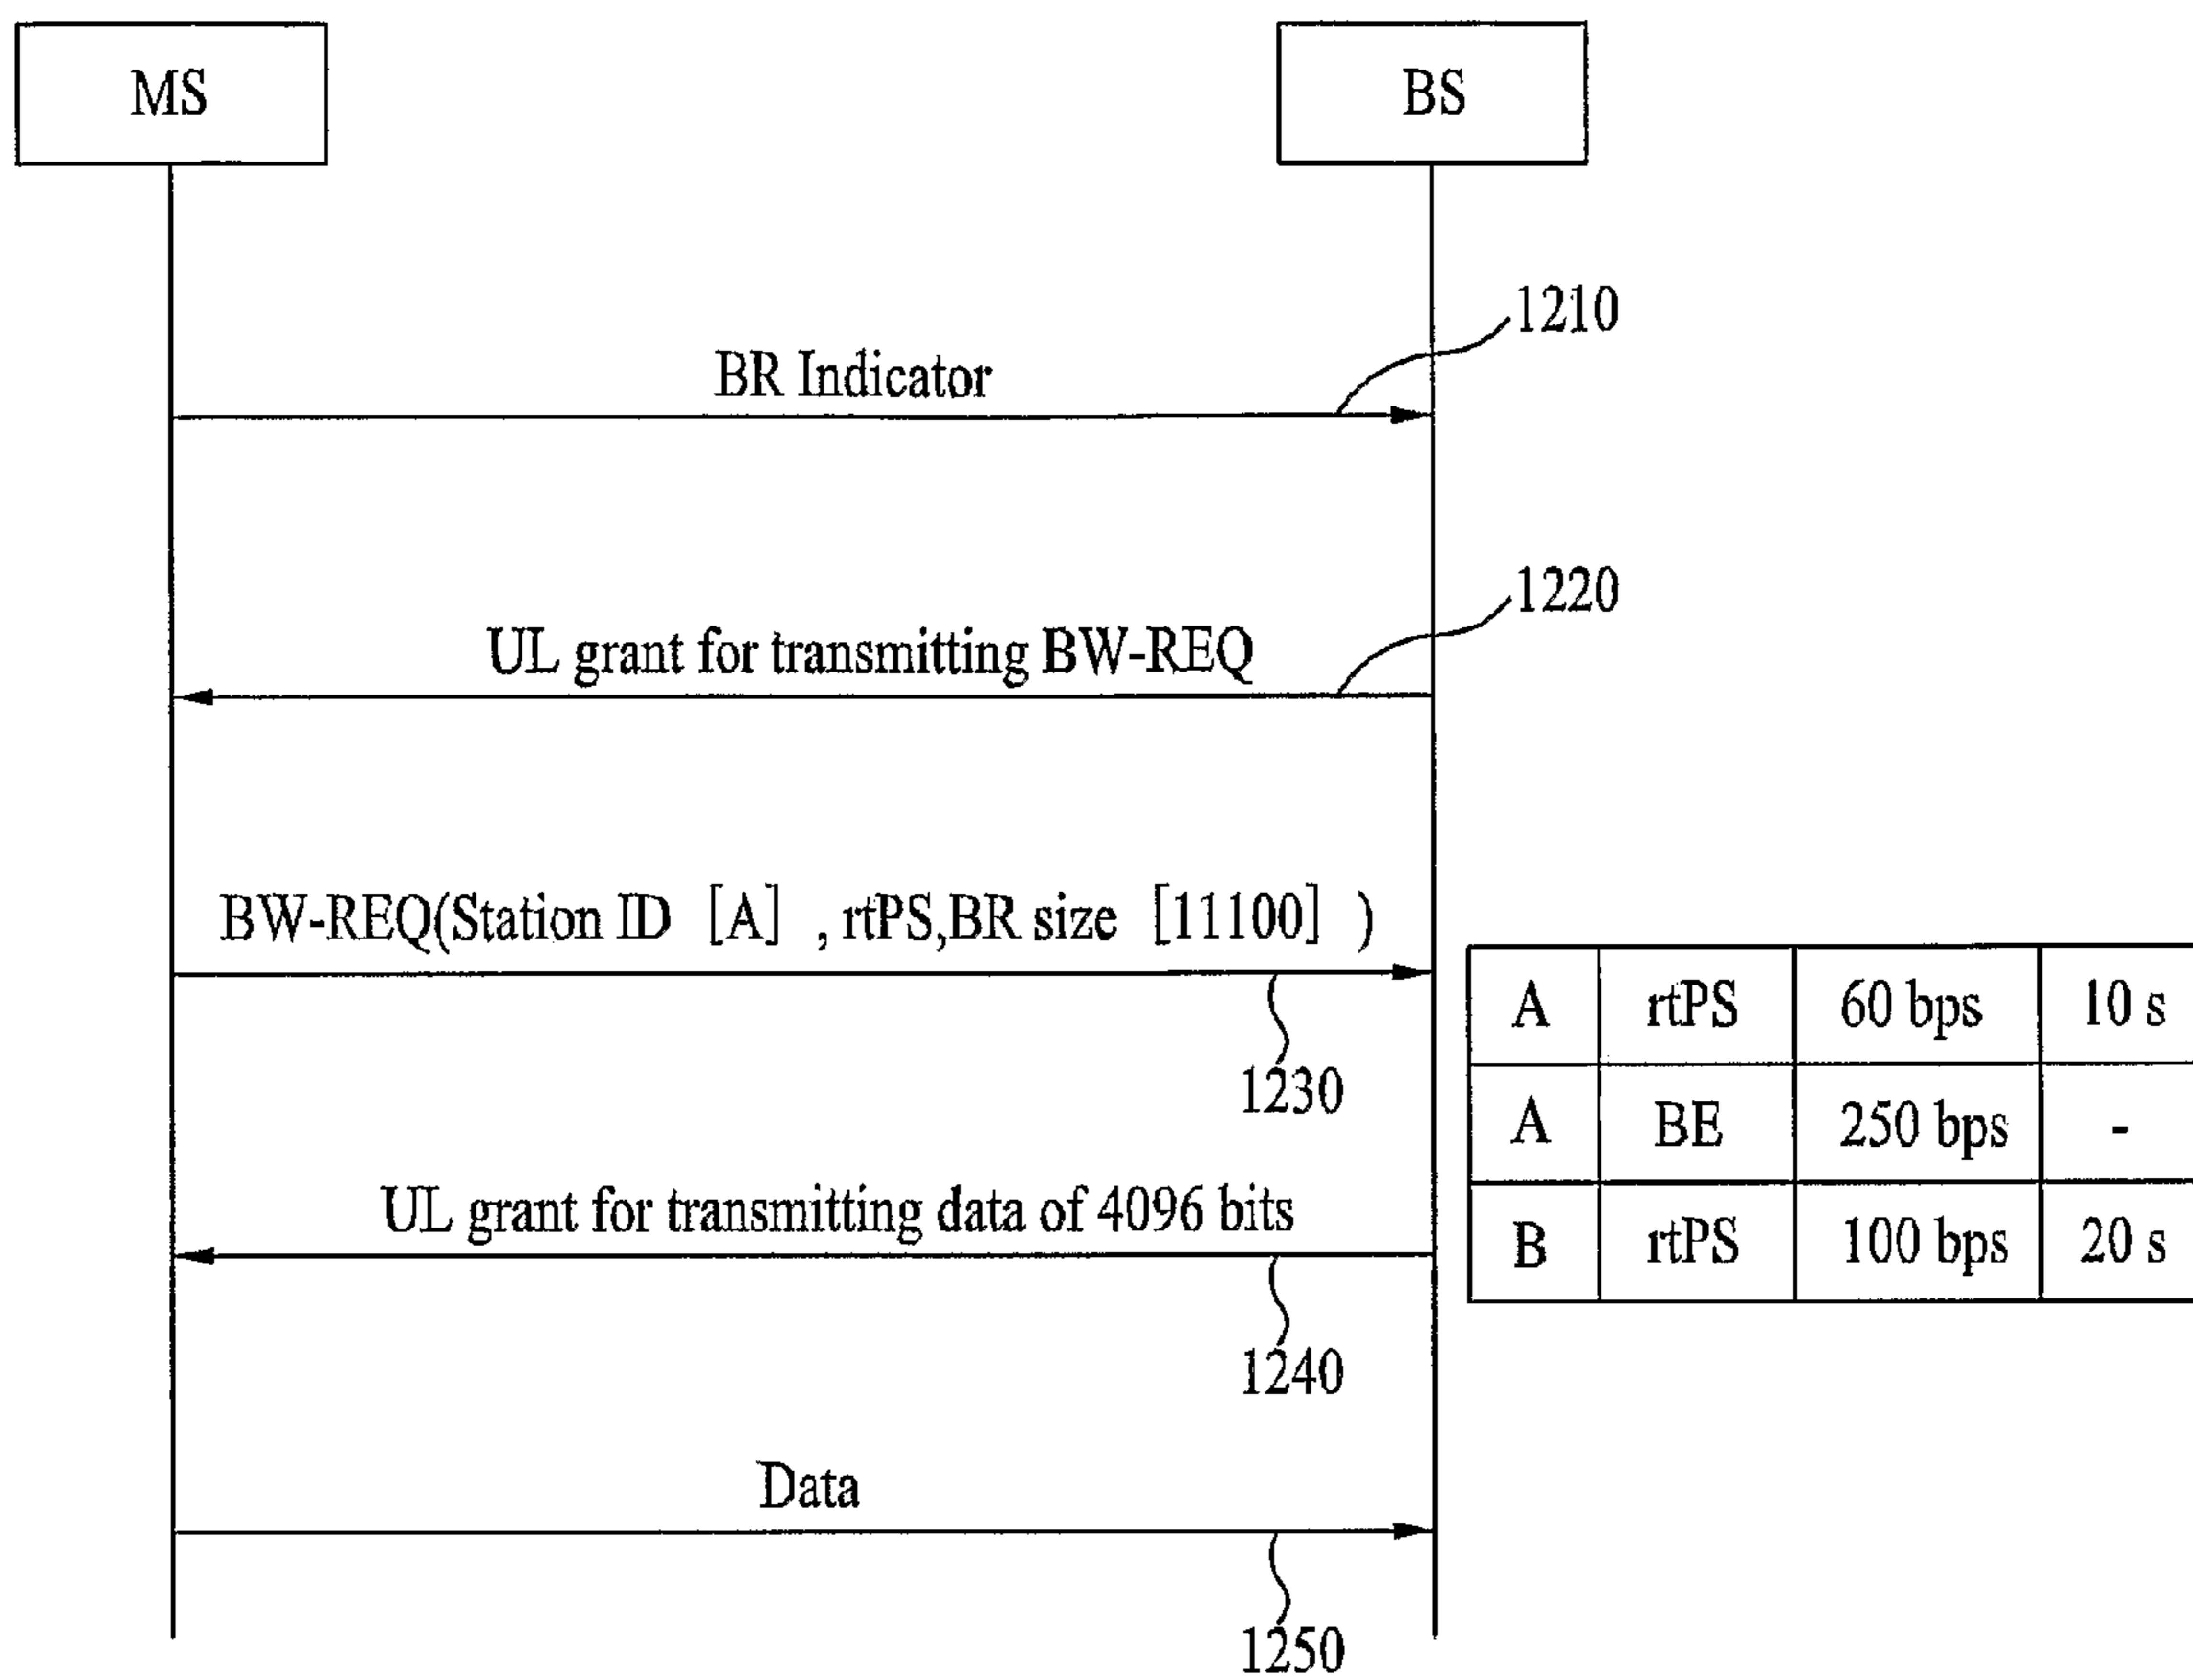 MS
BS
1210
BR Indicator
1220
UL grant for transmitting BW-REQ
BW-REQ(Station ID [A] , rtPS,BR size [11100] )
1230
A rtPS 60 bps 10 s
A BE 250 bps -
B rtPS 100 bps 20 s
UL grant for transmitting data of 4096 bits
1240
Data
1250